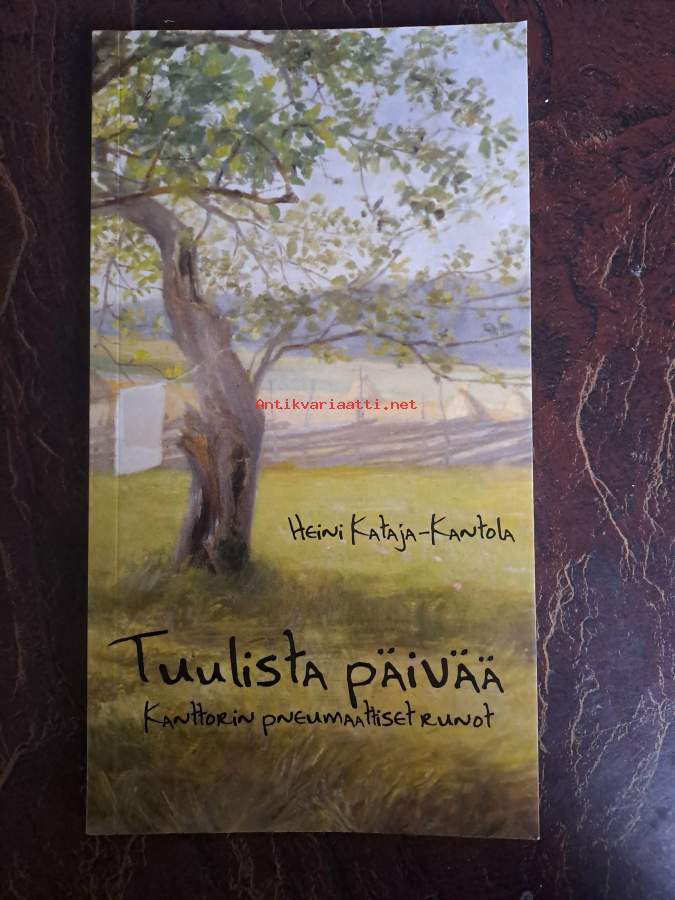 Antikvariaatti.net
Heini Kataja-Kantola
Tuulista päivää
Kanttorin pneumaattiset runot